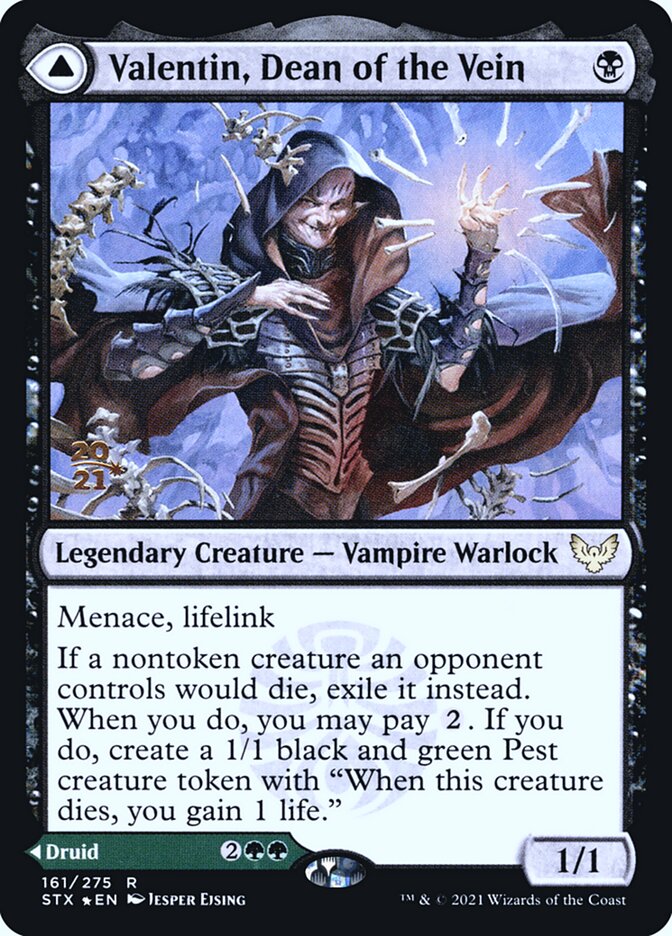 Valentin, Dean of the Vein
20
21
Legendary Creature — Vampire Warlock
Menace, lifelink
If a nontoken creature an opponent
controls would die, exile it instead.
When you do, you may pay 2. If you
do, create a 1/1 black and green Pest
creature token with “When this creature
dies, you gain 1 life.”
Druid 2
1/1
161/275 R
STX ★ EN Jesper Ejsing
™ & © 2021 Wizards of the Coast